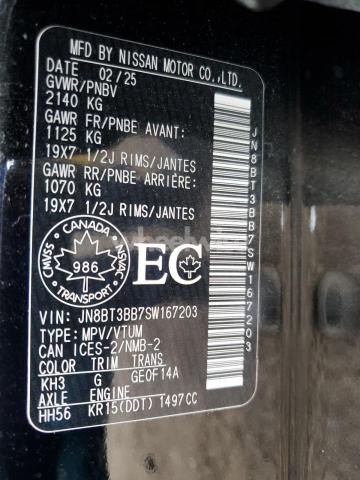 MFD BY NISSAN MOTOR CO.,LTD.
DATE 02/25
GVWR/PNBV
2140 KG
GAWR FR/PNBE AVANT:
1125 KG
19X7 1/2J RIMS/JANTES
GAWR RR/PNBE ARRIÈRE:
1070 KG
19X7 1/2J RIMS/JANTES
CANADA
CMVSS 986 NSVAC
TRANSPORT
EC
VIN: JN8BT3BB7SW167203
TYPE: MPV/VTUM
CAN ICES-2/NMB-2
COLOR TRIM TRANS
KH3 G GE0F14A
AXLE ENGINE
HH56 KR15(DDT) 1497CC
JN8BT3BB7SW167203